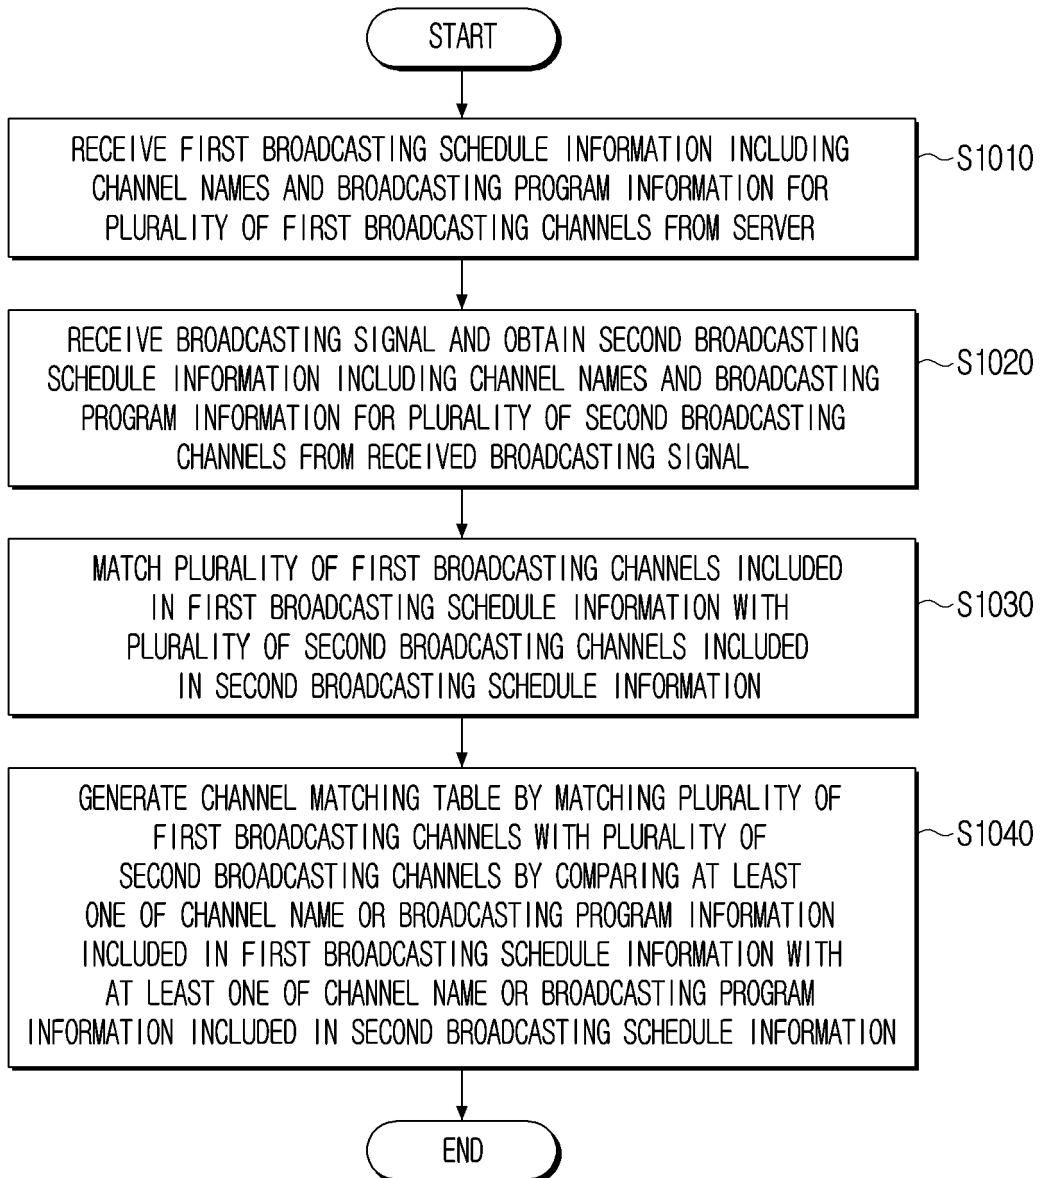 START
RECEIVE FIRST BROADCASTING SCHEDULE INFORMATION INCLUDING
CHANNEL NAMES AND BROADCASTING PROGRAM INFORMATION FOR
PLURALITY OF FIRST BROADCASTING CHANNELS FROM SERVER
S1010
RECEIVE BROADCASTING SIGNAL AND OBTAIN SECOND BROADCASTING
SCHEDULE INFORMATION INCLUDING CHANNEL NAMES AND BROADCASTING
PROGRAM INFORMATION FOR PLURALITY OF SECOND BROADCASTING
CHANNELS FROM RECEIVED BROADCASTING SIGNAL
S1020
MATCH PLURALITY OF FIRST BROADCASTING CHANNELS INCLUDED
IN FIRST BROADCASTING SCHEDULE INFORMATION WITH
PLURALITY OF SECOND BROADCASTING CHANNELS INCLUDED
IN SECOND BROADCASTING SCHEDULE INFORMATION
S1030
GENERATE CHANNEL MATCHING TABLE BY MATCHING PLURALITY OF
FIRST BROADCASTING CHANNELS WITH PLURALITY OF
SECOND BROADCASTING CHANNELS BY COMPARING AT LEAST
ONE OF CHANNEL NAME OR BROADCASTING PROGRAM INFORMATION
INCLUDED IN FIRST BROADCASTING SCHEDULE INFORMATION WITH
AT LEAST ONE OF CHANNEL NAME OR BROADCASTING PROGRAM
INFORMATION INCLUDED IN SECOND BROADCASTING SCHEDULE INFORMATION
S1040
END